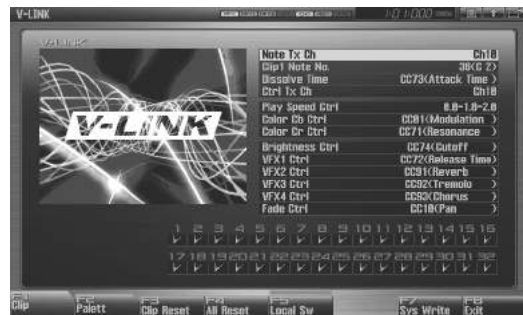 V-LINK
V-LINK
V-LINK
Note Tx Ch Ch10
Clip1 Note No. 36(C 2)
Dissolve Time CC73(Attack Time )
Ctrl Tx Ch Ch10
Play Speed Ctrl 0.0-1.0-2.0
Color Cb Ctrl CC01(Modulation )
Color Cr Ctrl CC71(Resonance )
Brightness Ctrl CC74(Cutoff )
VFX1 Ctrl CC72(Release Time)
VFX2 Ctrl CC91(Reverb )
VFX3 Ctrl CC92(Tremolo )
VFX4 Ctrl CC93(Chorus )
Fade Ctrl CC10(Pan )
1 2 3 4 5 6 7 8 9 10 11 12 13 14 15 16
17 18 19 20 21 22 23 24 25 26 27 28 29 30 31 32
F1 F2 F3 F4 F5 F7 F8
Clip Palett Clip Reset All Reset Local Sw Sys Write Exit